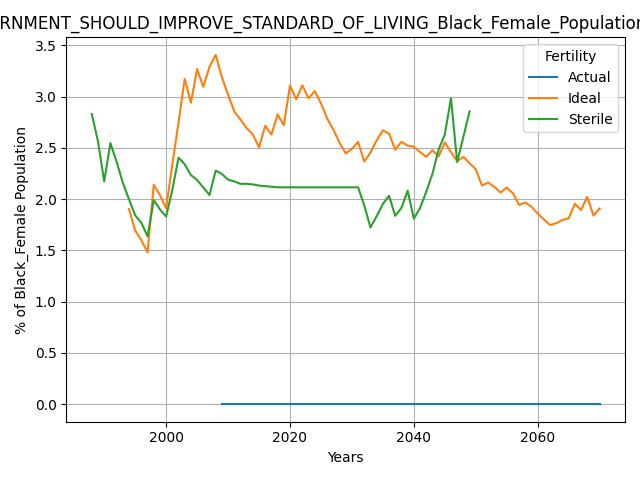 RNMENT_SHOULD_IMPROVE_STANDARD_OF_LIVING_Black_Female_Population
3.5
3.0
2.5
2.0
1.5
1.0
0.5
0.0
% of Black_Female Population
Fertility
Actual
Ideal
Sterile
2000
2020
2040
2060
Years